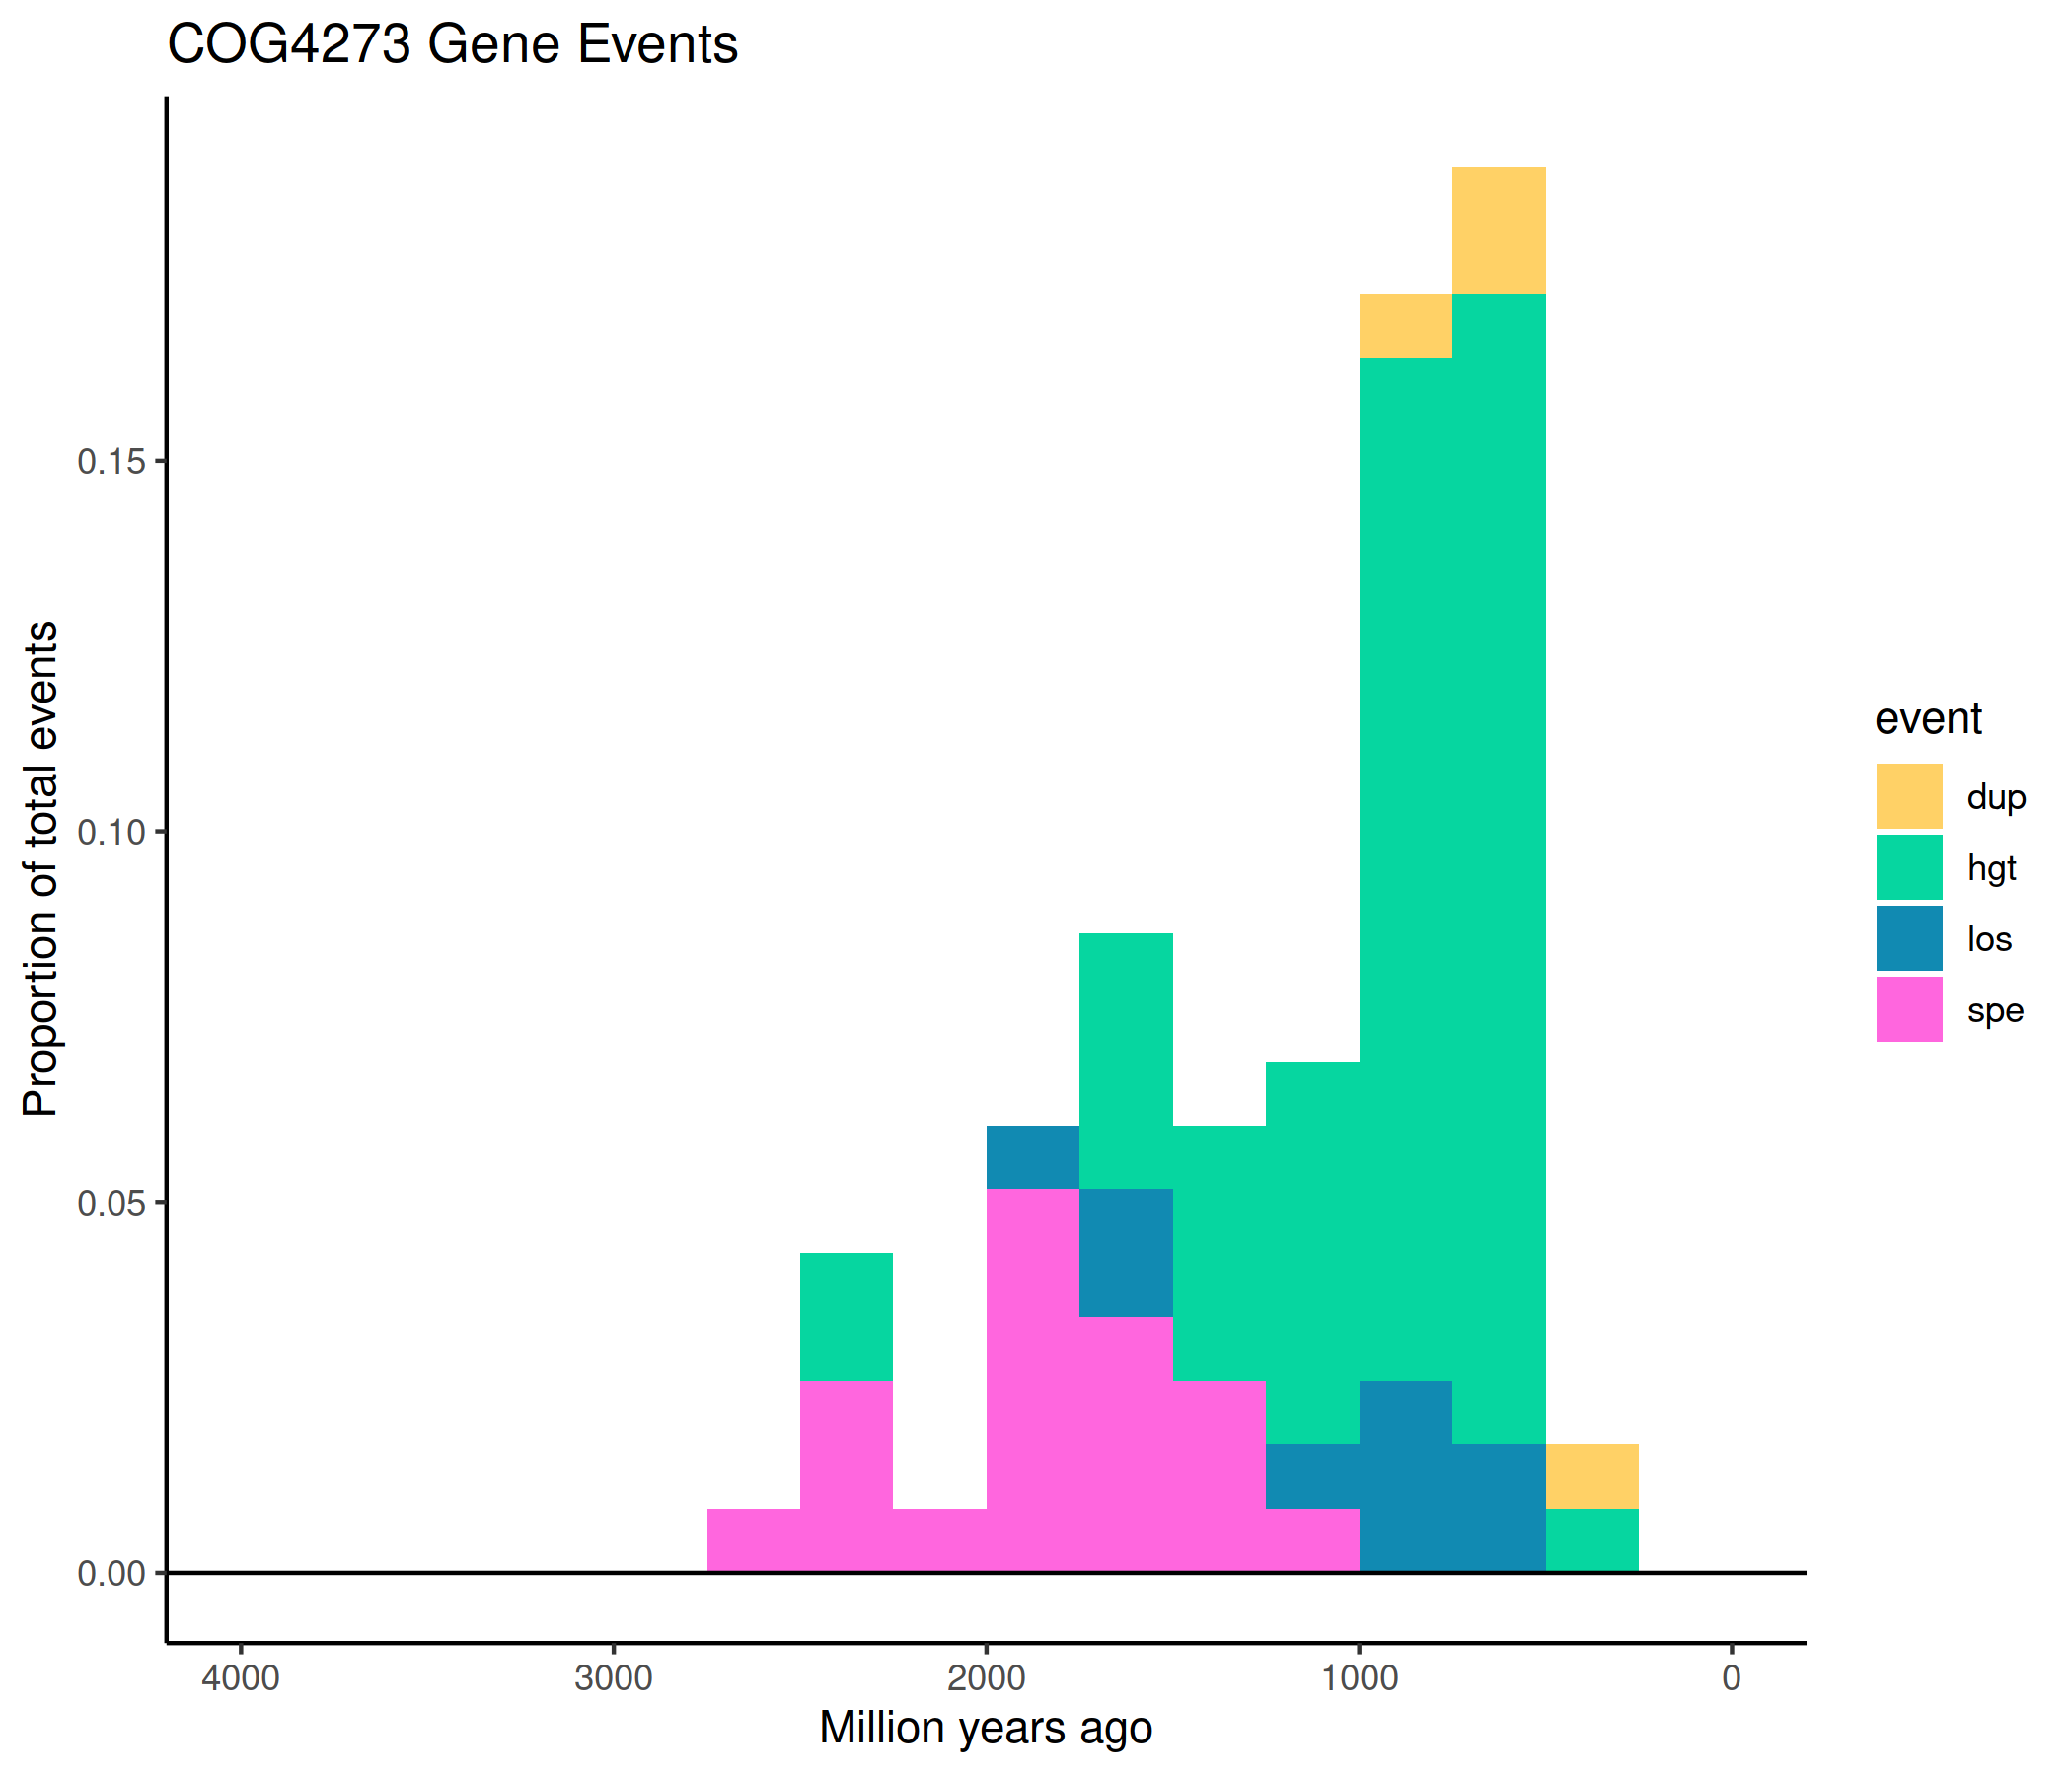 COG4273 Gene Events
Proportion of total events
0.15
0.10
0.05
0.00
4000 3000 2000 1000 0
Million years ago
event
dup
hgt
los
spe